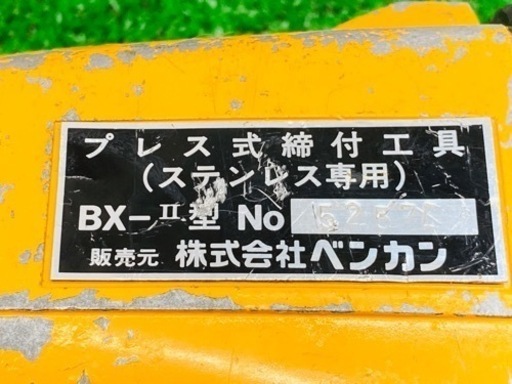 プレス式締付工具
(ステンレス専用)
BX-II型 No
販売元 株式会社ベンカン